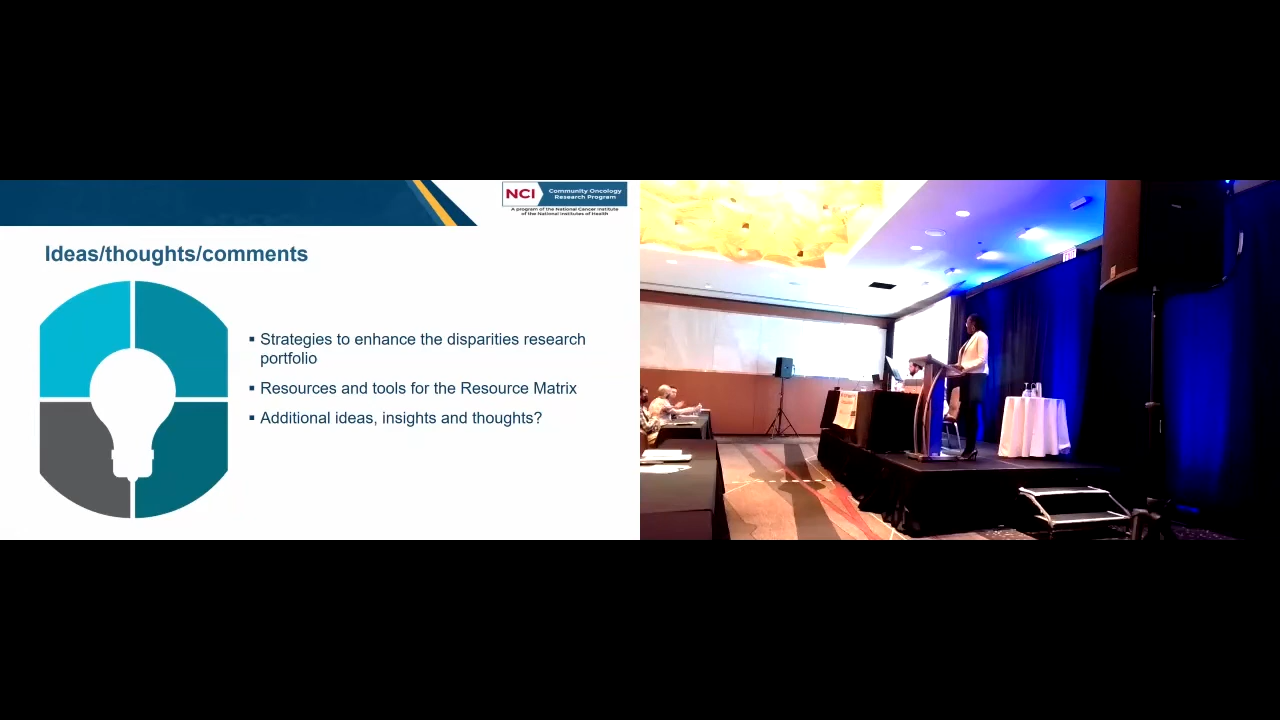 NCI
Community Oncology
Research Program
A program of the National Cancer Institute
of the National Institutes of Health
Ideas/thoughts/comments
▪ Strategies to enhance the disparities research
portfolio
▪ Resources and tools for the Resource Matrix
▪ Additional ideas, insights and thoughts?
EXIT